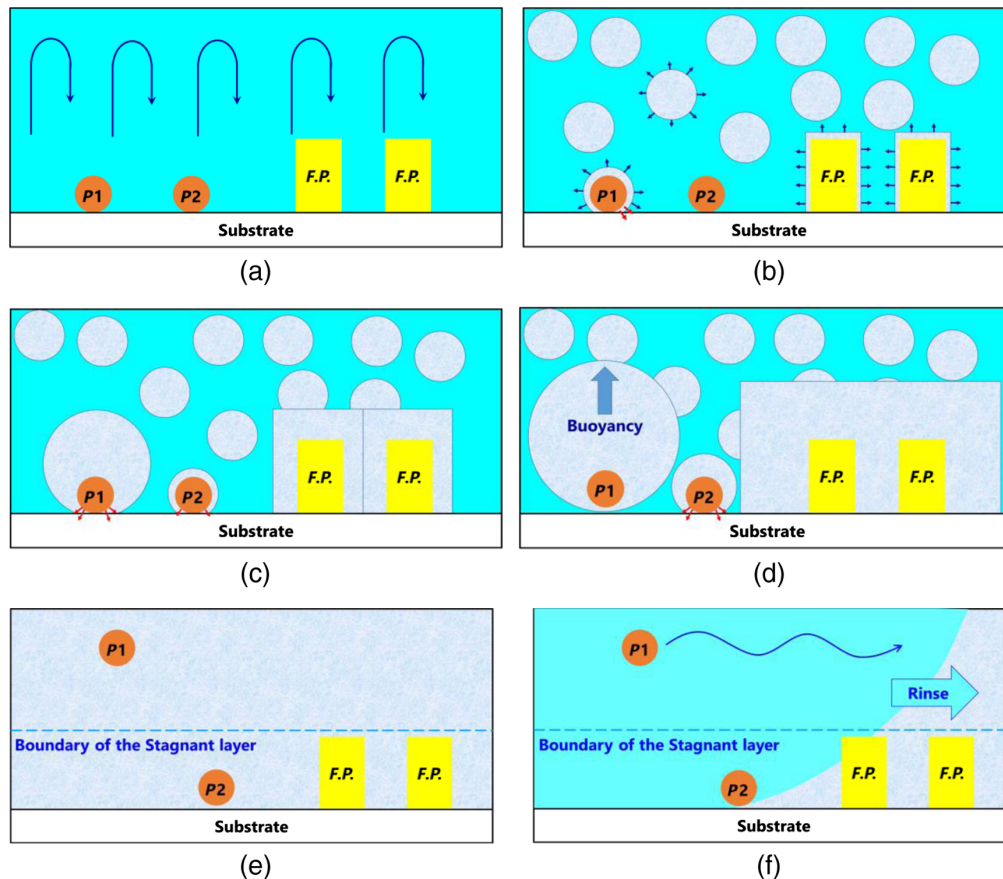 P1
P2
F.P.
F.P.
Substrate
(a)
P1
P2
F.P.
F.P.
Substrate
(b)
P1
P2
F.P.
F.P.
Substrate
(c)
Buoyancy
P1
P2
F.P.
F.P.
Substrate
(d)
P1
Boundary of the Stagnant layer
P2
F.P.
F.P.
Substrate
(e)
P1
Rinse
Boundary of the Stagnant layer
P2
F.P.
F.P.
Substrate
(f)